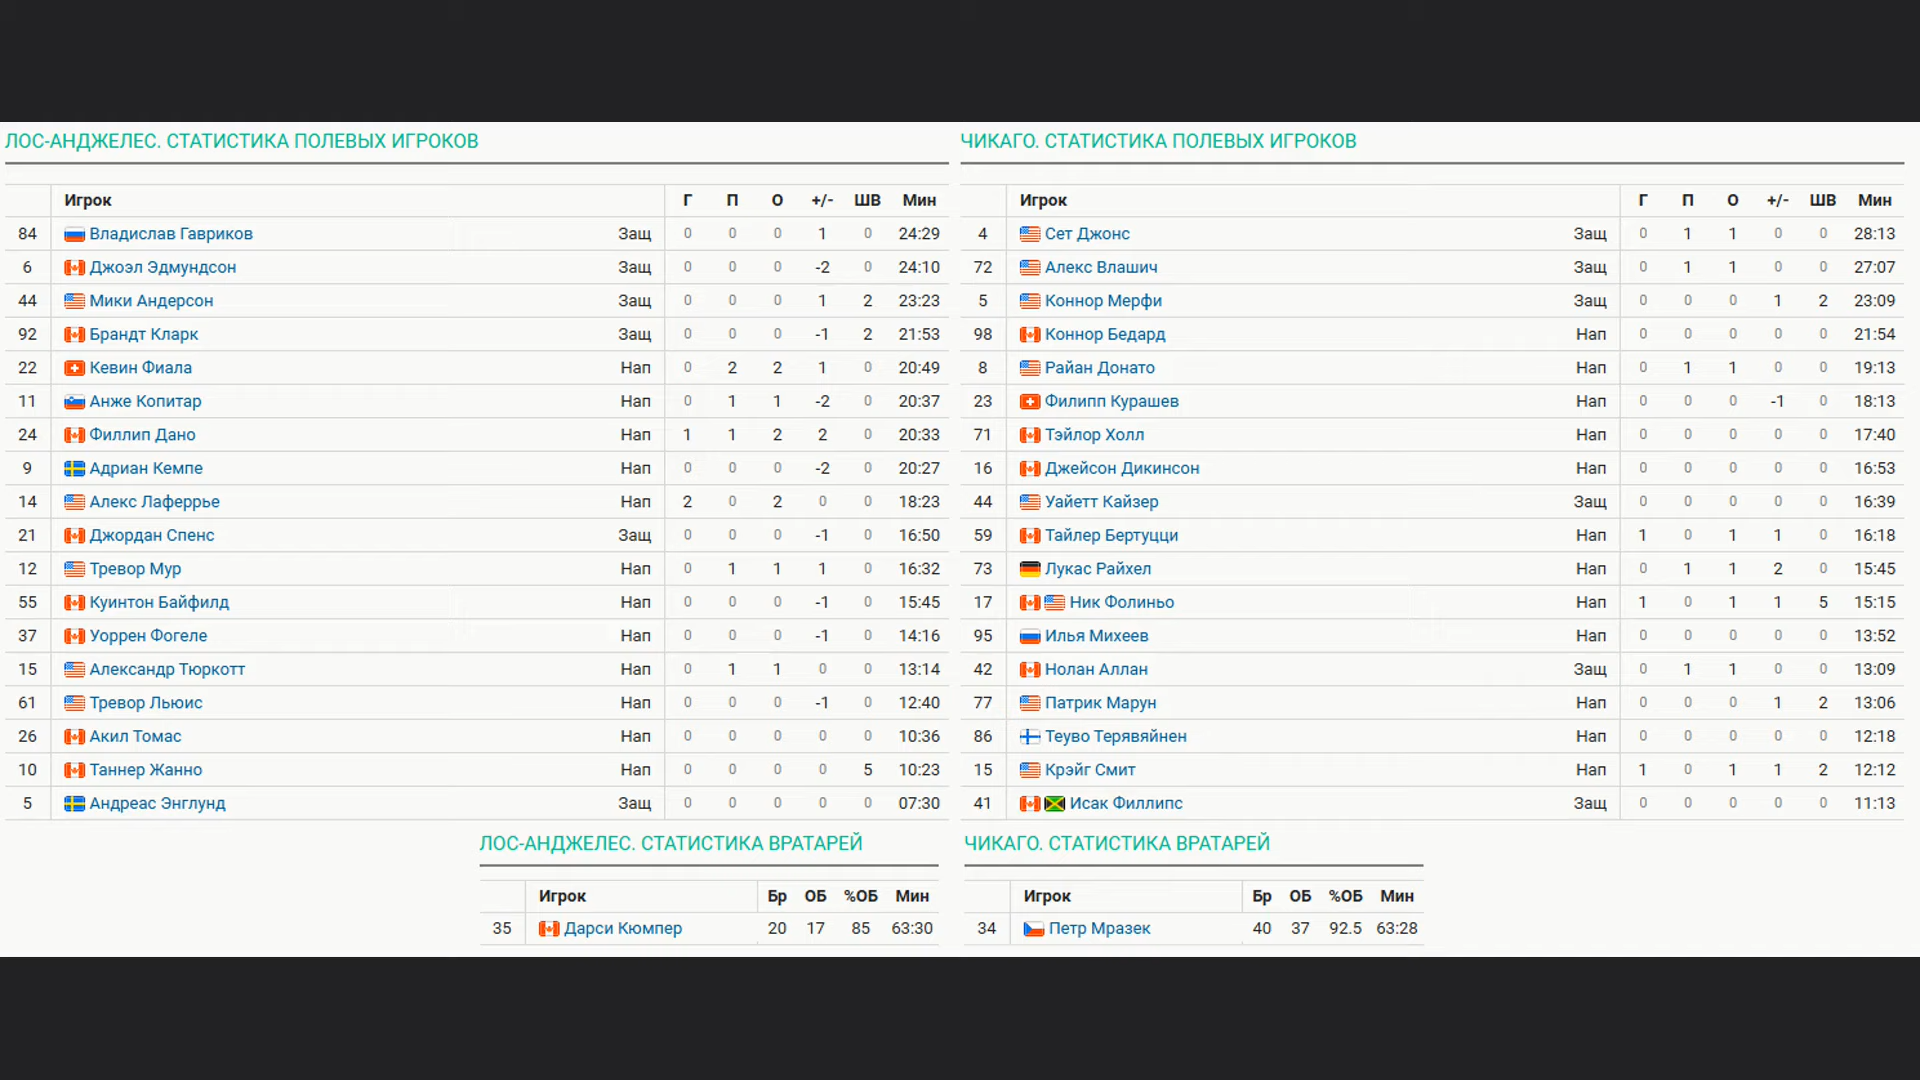 ЛОС-АНДЖЕЛЕС. СТАТИСТИКА ПОЛЕВЫХ ИГРОКОВ
Игрок Г П О +/- ШВ Мин
84 Владислав Гавриков Защ 0 0 0 1 0 24:29
6 Джоэл Эдмундсон Защ 0 0 0 -2 0 24:10
44 Мики Андерсон Защ 0 0 0 1 2 23:23
92 Брандт Кларк Защ 0 0 0 -1 2 21:53
22 Кевин Фиала Нап 0 2 2 1 0 20:49
11 Анже Копитар Нап 0 1 1 -2 0 20:37
24 Филлип Дано Нап 1 1 2 2 0 20:33
9 Адриан Кемпе Нап 0 0 0 -2 0 20:27
14 Алекс Лаферрье Нап 2 0 2 0 0 18:23
21 Джордан Спенс Защ 0 0 0 -1 0 16:50
12 Тревор Мур Нап 0 1 1 1 0 16:32
55 Куинтон Байфилд Нап 0 0 0 -1 0 15:45
37 Уоррен Фогеле Нап 0 0 0 -1 0 14:16
15 Александр Тюркотт Нап 0 1 1 0 0 13:14
61 Тревор Льюис Нап 0 0 0 -1 0 12:40
26 Акил Томас Нап 0 0 0 0 0 10:36
10 Таннер Жанно Нап 0 0 0 0 5 10:23
5 Андреас Энглунд Защ 0 0 0 0 0 07:30
ЧИКАГО. СТАТИСТИКА ПОЛЕВЫХ ИГРОКОВ
Игрок Г П О +/- ШВ Мин
4 Сет Джонс Защ 0 1 1 0 0 28:13
72 Алекс Влашич Защ 0 1 1 0 0 27:07
5 Коннор Мерфи Защ 0 0 0 1 2 23:09
98 Коннор Бедард Нап 0 0 0 0 0 21:54
8 Райан Донато Нап 0 1 1 0 0 19:13
23 Филипп Курашев Нап 0 0 0 -1 0 18:13
71 Тэйлор Холл Нап 0 0 0 0 0 17:40
16 Джейсон Дикинсон Нап 0 0 0 0 0 16:53
44 Уайетт Кайзер Защ 0 0 0 0 0 16:39
59 Тайлер Бертуцци Нап 1 0 1 1 0 16:18
73 Лукас Райхел Нап 0 1 1 2 0 15:45
17 Ник Фолиньо Нап 1 0 1 1 5 15:15
95 Илья Михеев Нап 0 0 0 0 0 13:52
42 Нолан Аллан Защ 0 1 1 0 0 13:09
77 Патрик Марун Нап 0 0 0 1 2 13:06
86 Теуво Терявяйнен Нап 0 0 0 0 0 12:18
15 Крэйг Смит Нап 1 0 1 1 2 12:12
41 Исак Филлипс Защ 0 0 0 0 0 11:13
ЛОС-АНДЖЕЛЕС. СТАТИСТИКА ВРАТАРЕЙ
Игрок Бр ОБ %ОБ Мин
35 Дарси Кюмпер 20 17 85 63:30
ЧИКАГО. СТАТИСТИКА ВРАТАРЕЙ
Игрок Бр ОБ %ОБ Мин
34 Петр Мразек 40 37 92.5 63:28